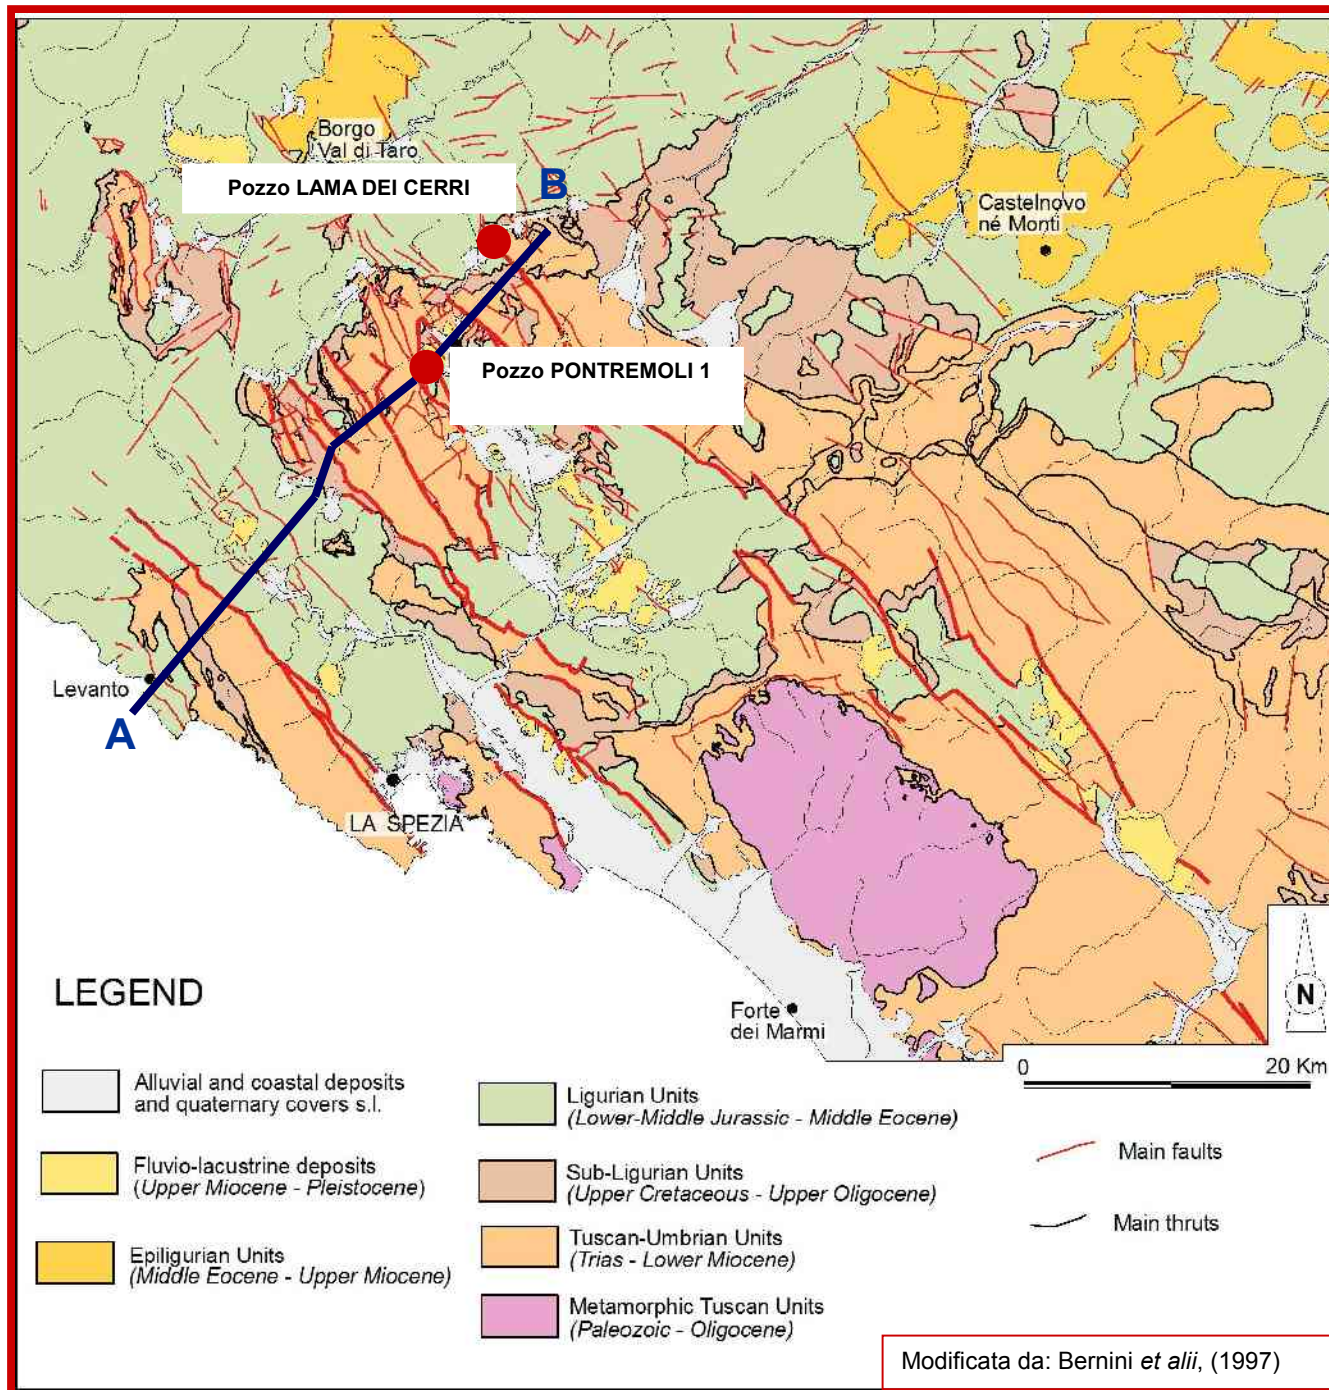 Borgo
Val di Taro
Pozzo LAMA DEI CERRI
B
Castelnovo
né Monti
Pozzo PONTREMOLI 1
Levanto
A
LA SPEZIA
Forte
dei Marmi
N
0 20 Km
LEGEND
Alluvial and coastal deposits
and quaternary covers s.l.
Fluvio-lacustrine deposits
(Upper Miocene - Pleistocene)
Epiligurian Units
(Middle Eocene - Upper Miocene)
Ligurian Units
(Lower-Middle Jurassic - Middle Eocene)
Sub-Ligurian Units
(Upper Cretaceous - Upper Oligocene)
Tuscan-Umbrian Units
(Trias - Lower Miocene)
Metamorphic Tuscan Units
(Paleozoic - Oligocene)
Main faults
Main thruts
Modificata da: Bernini et alii, (1997)